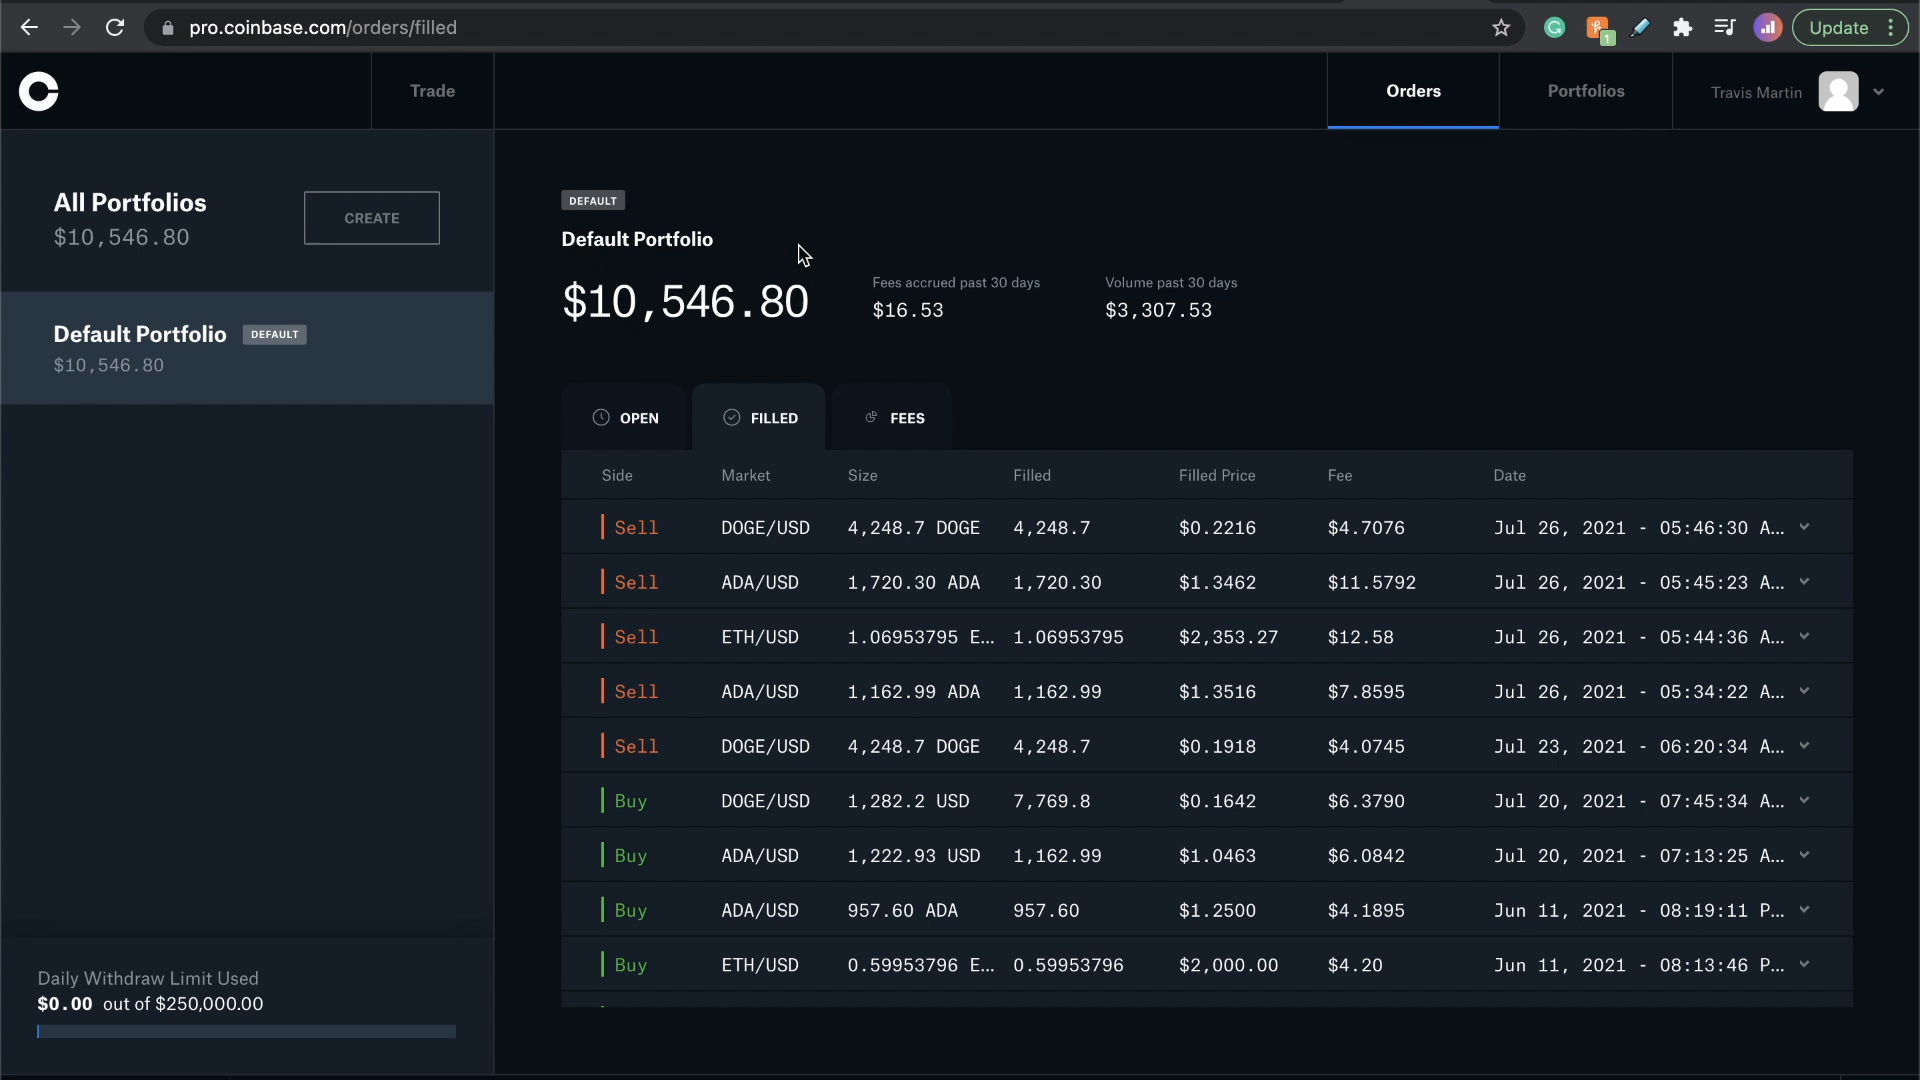 pro.coinbase.com/orders/filled
1
Update
Trade
Orders
Portfolios
Travis Martin
All Portfolios
$10,546.80
CREATE
Default Portfolio DEFAULT
$10,546.80
Daily Withdraw Limit Used
$0.00 out of $250,000.00
DEFAULT
Default Portfolio
$10,546.80
Fees accrued past 30 days
$16.53
Volume past 30 days
$3,307.53
OPEN FILLED FEES
Side Market Size Filled Filled Price Fee Date
Sell DOGE/USD 4,248.7 DOGE 4,248.7 $0.2216 $4.7076 Jul 26, 2021 - 05:46:30 A...
Sell ADA/USD 1,720.30 ADA 1,720.30 $1.3462 $11.5792 Jul 26, 2021 - 05:45:23 A...
Sell ETH/USD 1.06953795 E... 1.06953795 $2,353.27 $12.58 Jul 26, 2021 - 05:44:36 A...
Sell ADA/USD 1,162.99 ADA 1,162.99 $1.3516 $7.8595 Jul 26, 2021 - 05:34:22 A...
Sell DOGE/USD 4,248.7 DOGE 4,248.7 $0.1918 $4.0745 Jul 23, 2021 - 06:20:34 A...
Buy DOGE/USD 1,282.2 USD 7,769.8 $0.1642 $6.3790 Jul 20, 2021 - 07:45:34 A...
Buy ADA/USD 1,222.93 USD 1,162.99 $1.0463 $6.0842 Jul 20, 2021 - 07:13:25 A...
Buy ADA/USD 957.60 ADA 957.60 $1.2500 $4.1895 Jun 11, 2021 - 08:19:11 P...
Buy ETH/USD 0.59953796 E... 0.59953796 $2,000.00 $4.20 Jun 11, 2021 - 08:13:46 P...